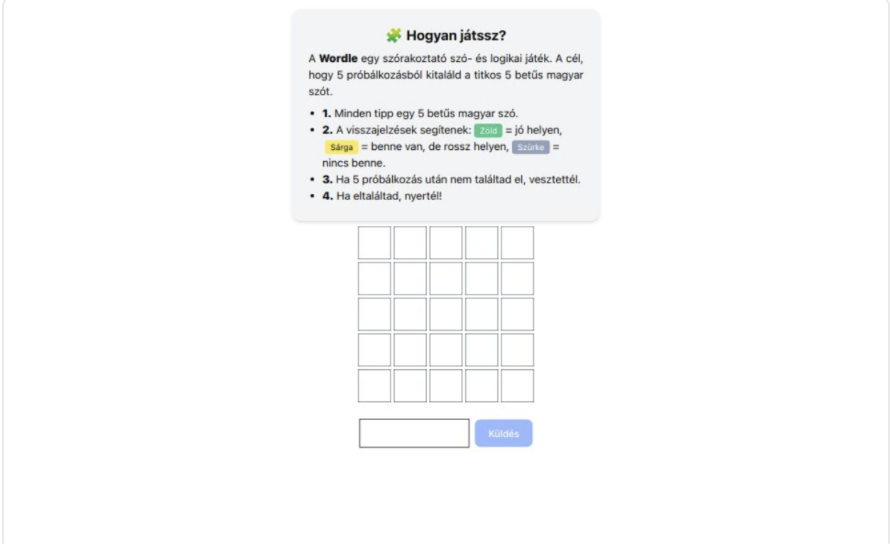 🧩 Hogyan játssz?
A Wordle egy szórakoztató szó- és logikai játék. A cél,
hogy 5 próbálkozásból kitaláld a titkos 5 betűs magyar
szót.
• 1. Minden tipp egy 5 betűs magyar szó.
• 2. A visszajelzések segítenek: Zöld = jó helyen,
Sárga = benne van, de rossz helyen, Szürke =
nincs benne.
• 3. Ha 5 próbálkozás után nem találtad el, vesztettél.
• 4. Ha eltaláltad, nyertél!
Küldés